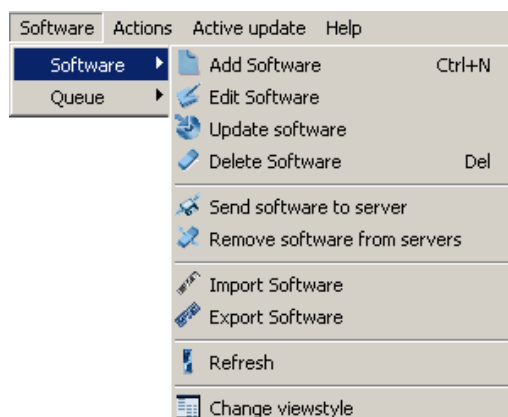 Software Actions Active update Help
Software
Queue
Add Software Ctrl+N
Edit Software
Update software
Delete Software Del
Send software to server
Remove software from servers
Import Software
Export Software
Refresh
Change viewstyle